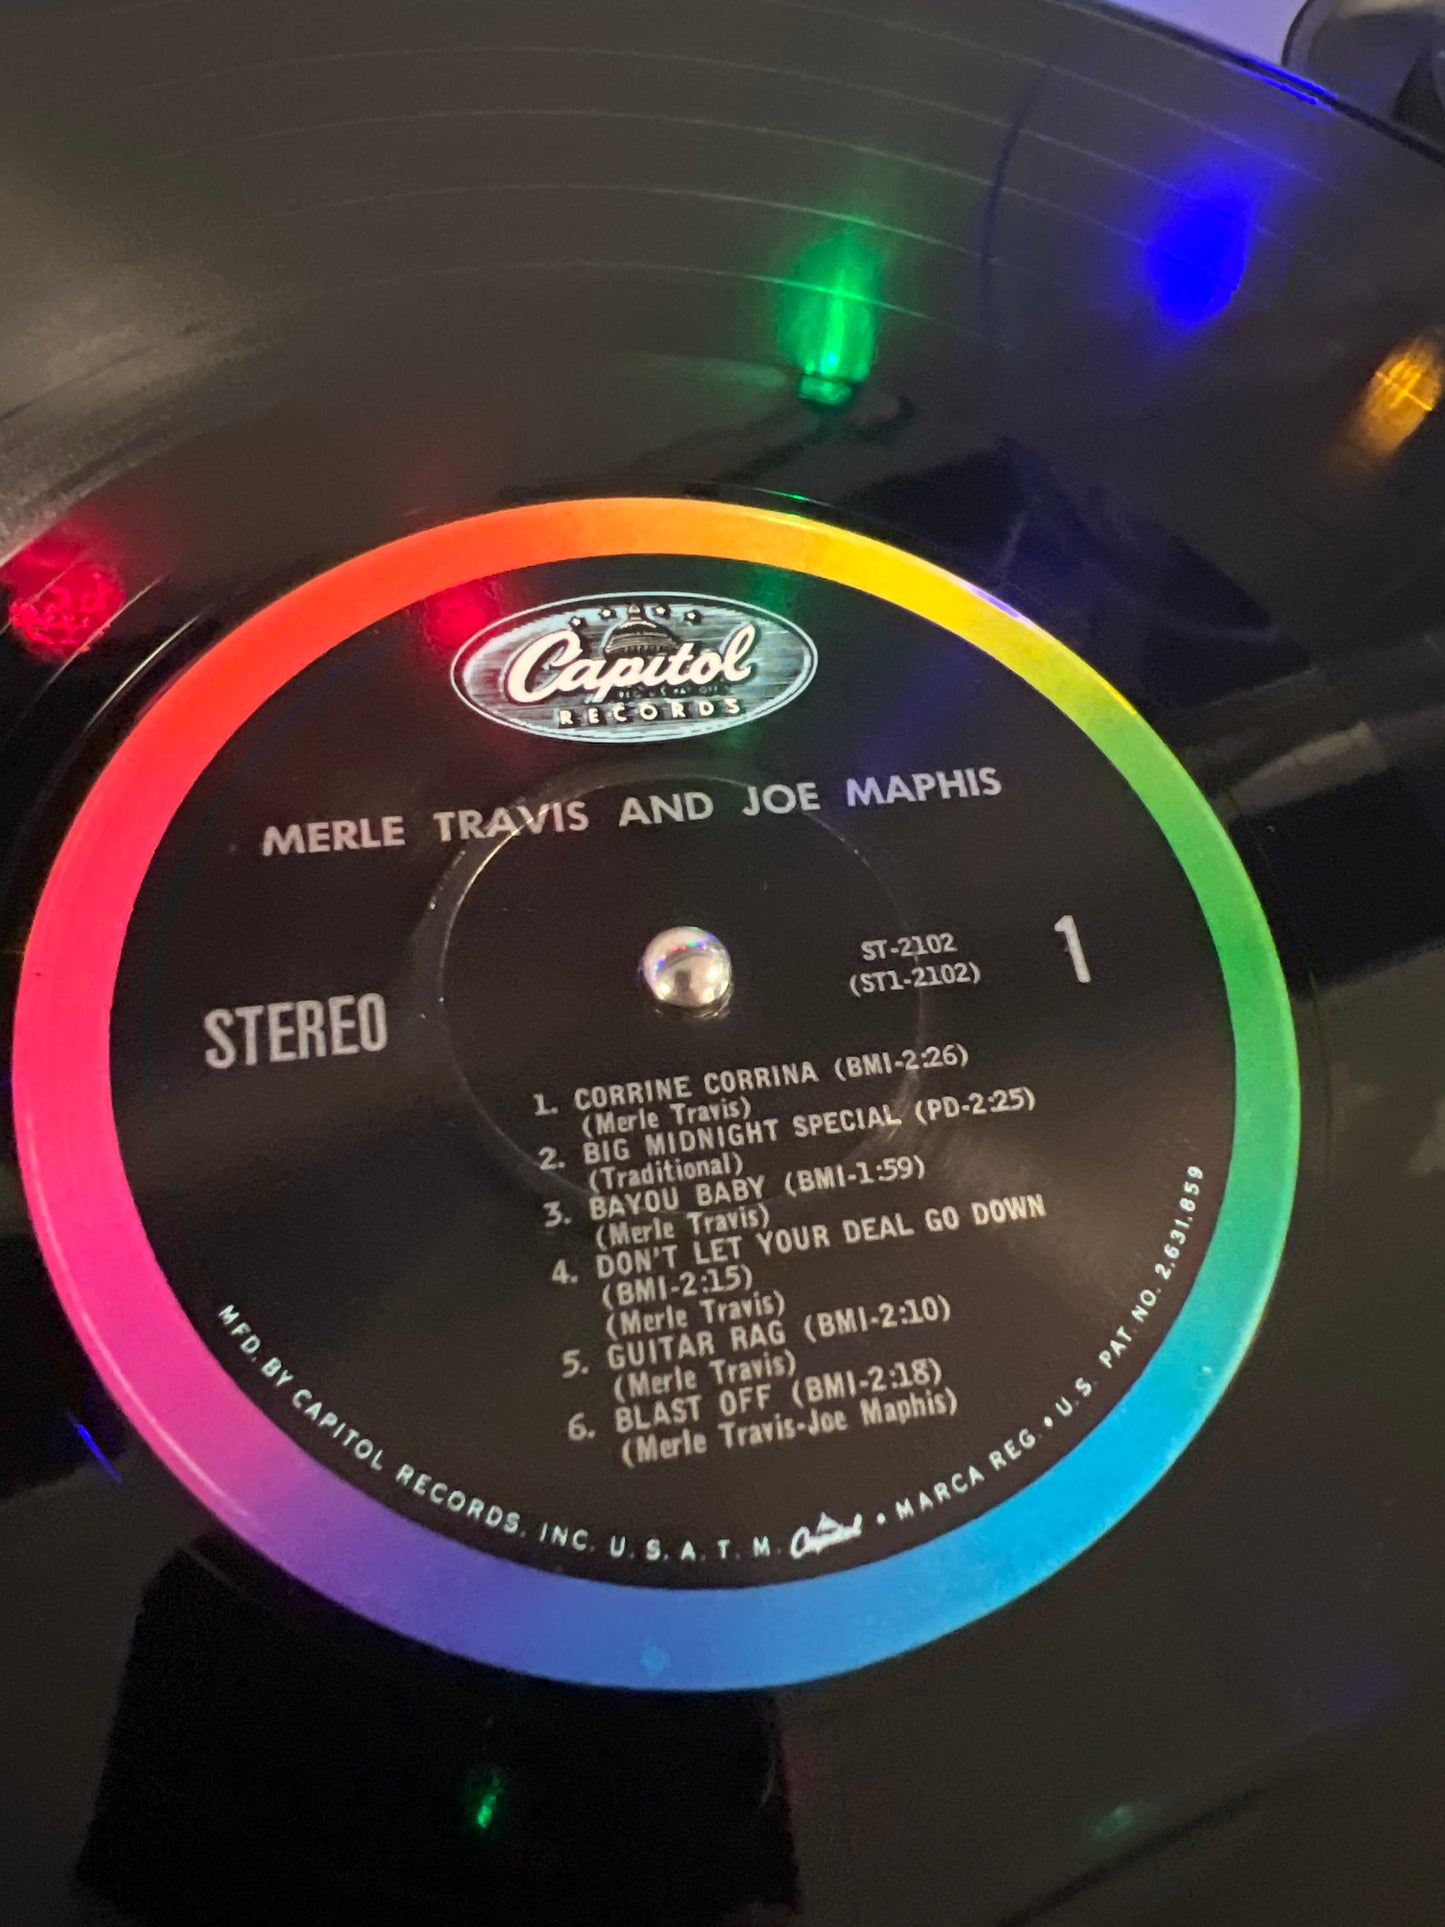 Capitol
RECORDS
MERLE TRAVIS AND JOE MAPHIS
STEREO
ST-2102
(ST1-2102)
1
1. CORRINE CORRINA (BMI-2:26)
(Merle Travis)
2. BIG MIDNIGHT SPECIAL (PD-2:25)
(Traditional)
3. BAYOU BABY (BMI-1:59)
(Merle Travis)
4. DON'T LET YOUR DEAL GO DOWN
(BMI-2:15)
(Merle Travis)
5. GUITAR RAG (BMI-2:10)
(Merle Travis)
6. BLAST OFF (BMI-2:18)
(Merle Travis-Joe Maphis)
MFD. BY CAPITOL RECORDS, INC. U. S. A. T. M. Capitol • MARCA REG. • U.S. PAT. NO. 2,631,859